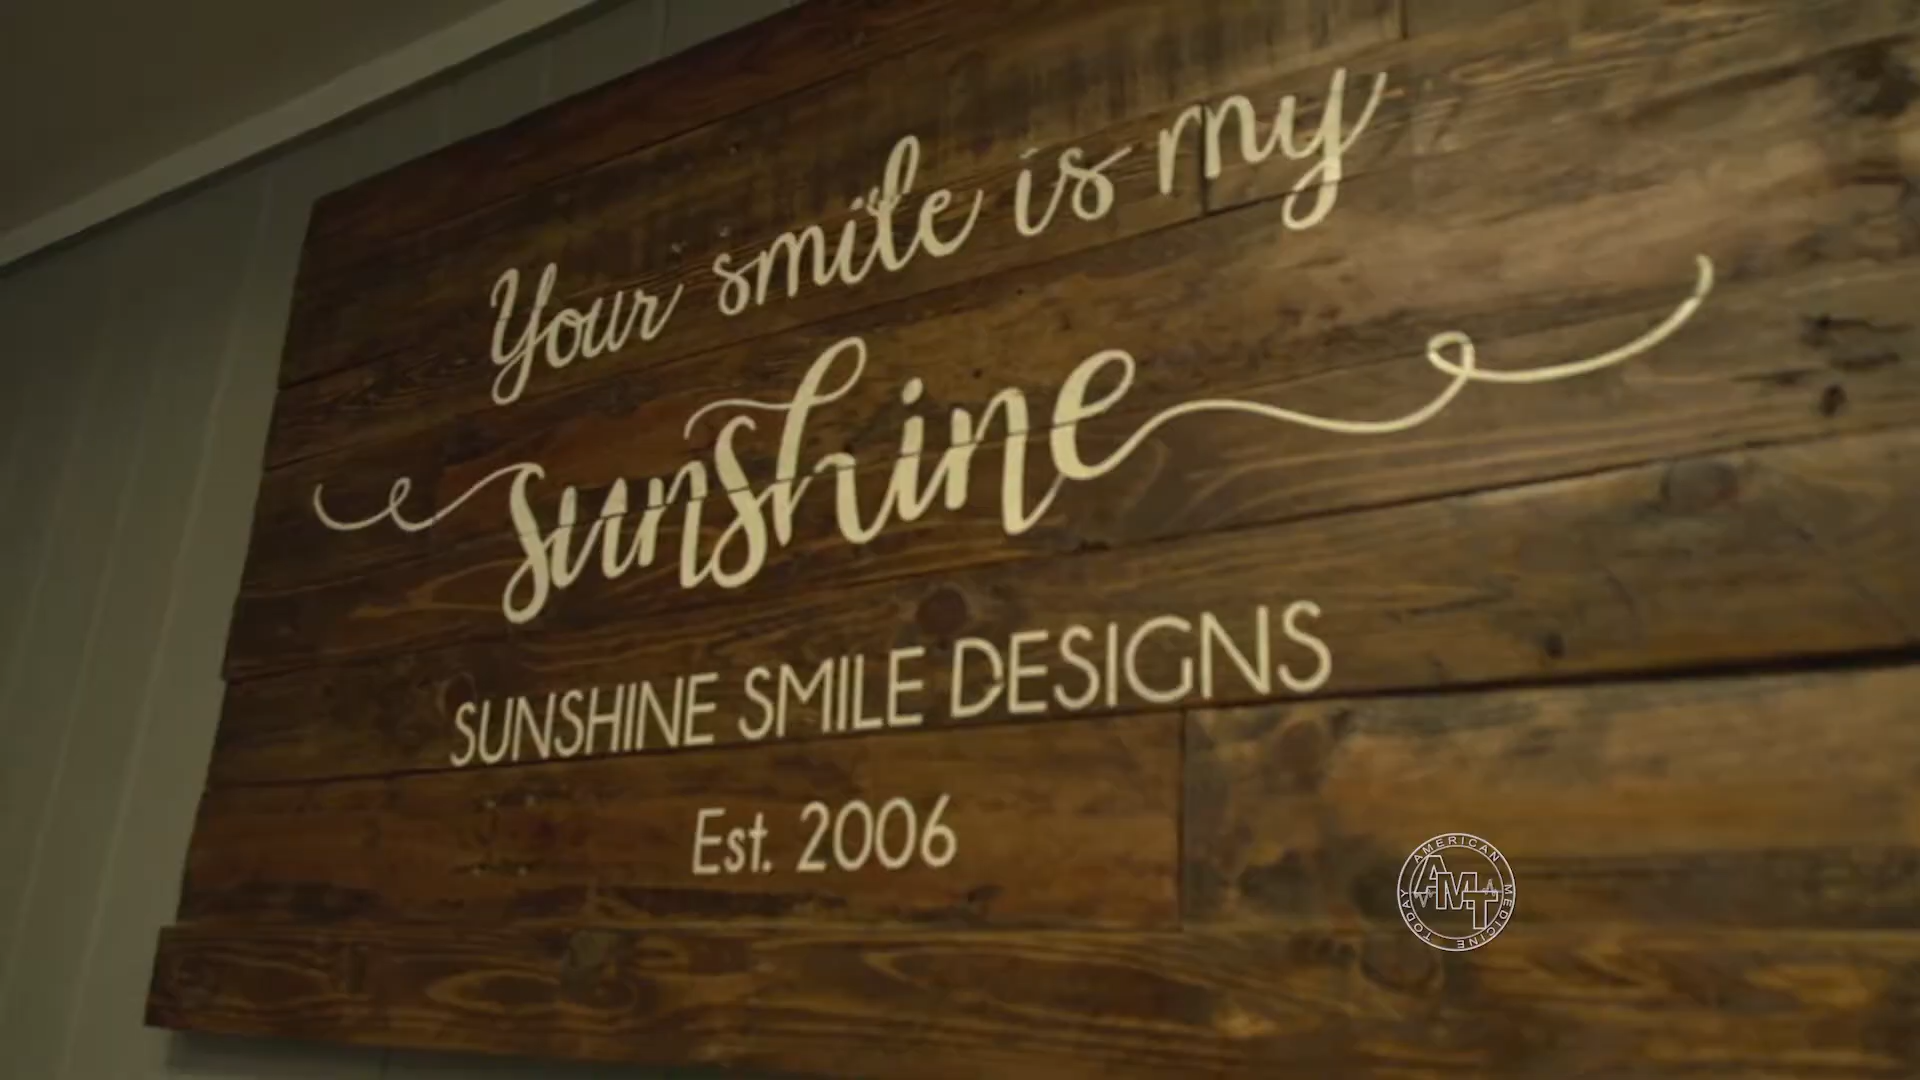 Your smile is my
sunshine
SUNSHINE SMILE DESIGNS
Est. 2006
AMERICAN MEDICINE TODAY
AMT